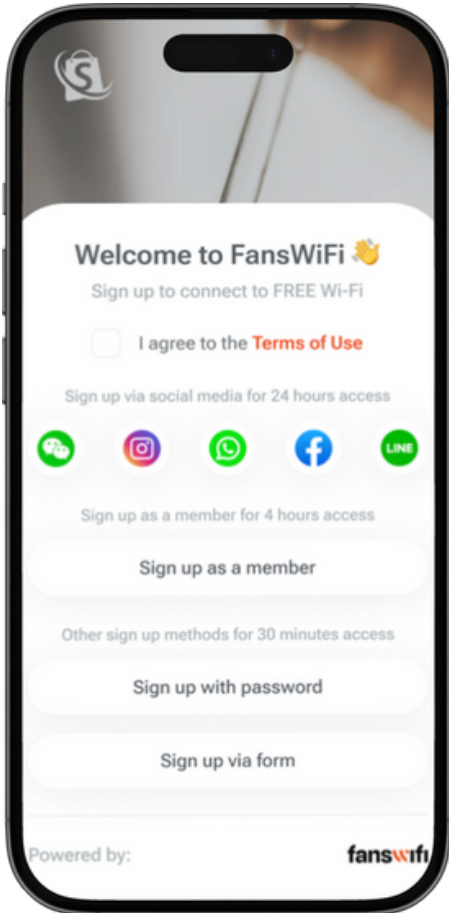 S
Welcome to FansWiFi 👋
Sign up to connect to FREE Wi-Fi
I agree to the Terms of Use
Sign up via social media for 24 hours access
LINE
Sign up as a member for 4 hours access
Sign up as a member
Other sign up methods for 30 minutes access
Sign up with password
Sign up via form
Powered by: fanswifi